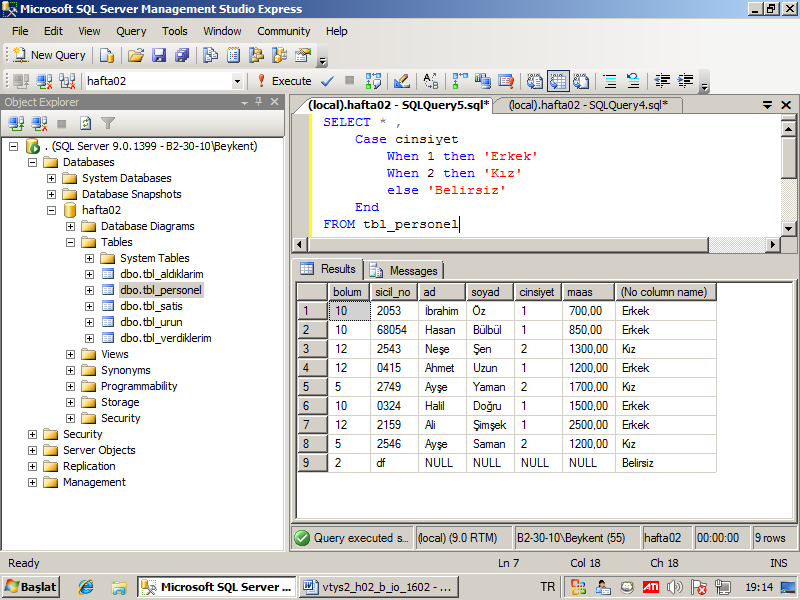 Microsoft SQL Server Management Studio Express
File Edit View Query Tools Window Community Help
New Query
hafta02 Execute
Object Explorer
. (SQL Server 9.0.1399 - B2-30-10\Beykent)
Databases
System Databases
Database Snapshots
hafta02
Database Diagrams
Tables
System Tables
dbo.tbl_aldıklarim
dbo.tbl_personel
dbo.tbl_satis
dbo.tbl_urun
dbo.tbl_verdiklerim
Views
Synonyms
Programmability
Storage
Security
Security
Server Objects
Replication
Management
(local).hafta02 - SQLQuery5.sql* (local).hafta02 - SQLQuery4.sql*
SELECT * ,
Case cinsiyet
When 1 then 'Erkek'
When 2 then 'Kız'
else 'Belirsiz'
End
FROM tbl_personel
Results Messages
bolum sicil_no ad soyad cinsiyet maas (No column name)
1 10 2053 İbrahim Öz 1 700,00 Erkek
2 10 68054 Hasan Bülbül 1 850,00 Erkek
3 12 2543 Neşe Şen 2 1300,00 Kız
4 12 0415 Ahmet Uzun 1 1200,00 Erkek
5 5 2749 Ayşe Yaman 2 1700,00 Kız
6 10 0324 Halil Doğru 1 1500,00 Erkek
7 12 2159 Ali Şimşek 1 2500,00 Erkek
8 5 2546 Ayşe Saman 2 1200,00 Kız
9 2 df NULL NULL NULL NULL Belirsiz
Query executed s... (local) (9.0 RTM) B2-30-10\Beykent (55) hafta02 00:00:00 9 rows
Ready Ln 7 Col 18 Ch 18 INS
Başlat Microsoft SQL Server ... vtys2_h02_b_io_1602 - ... TR ATI 19:14